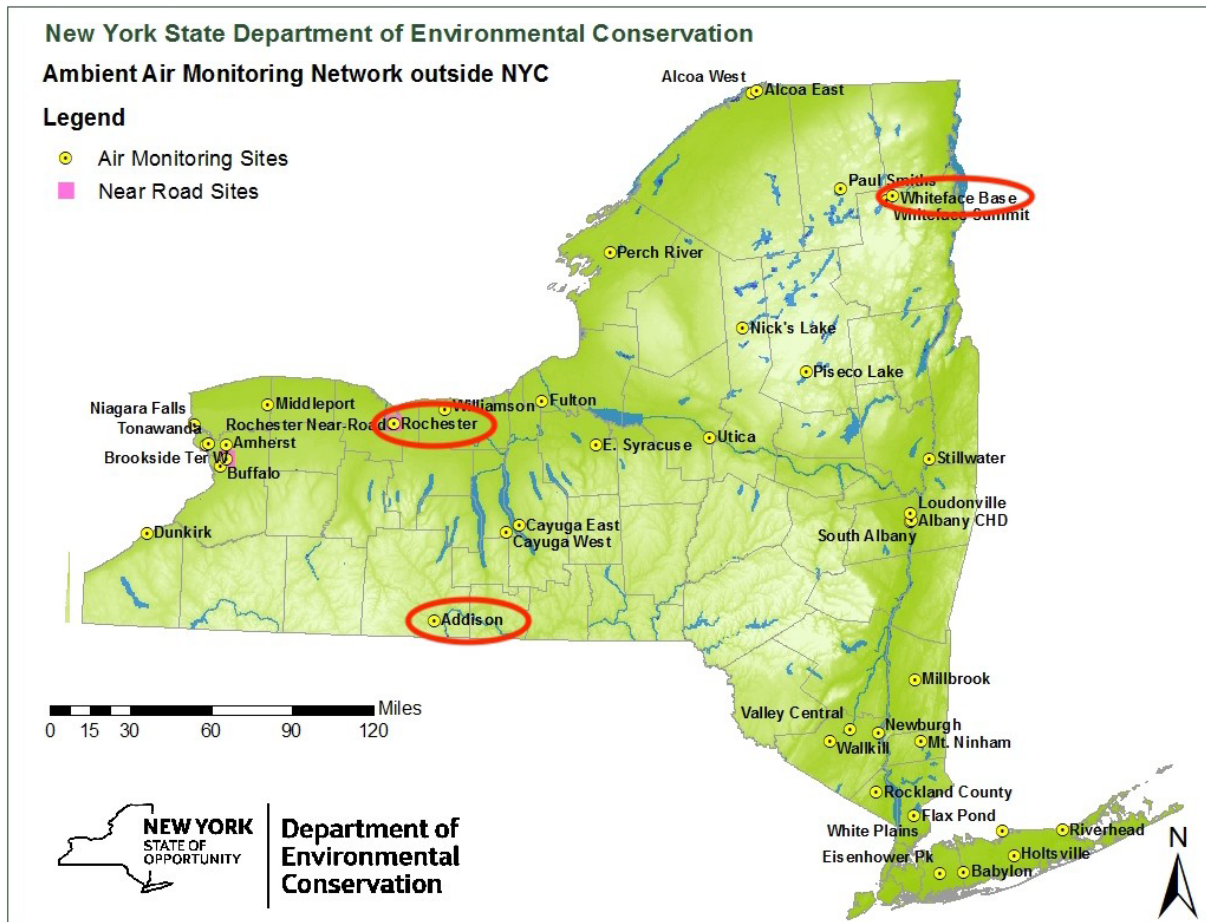 New York State Department of Environmental Conservation
Ambient Air Monitoring Network outside NYC
Legend
Air Monitoring Sites
Near Road Sites
Alcoa West
Alcoa East
Paul Smiths
Whiteface Base
Whiteface Summit
Perch River
Nick's Lake
Piseco Lake
Middleport
Williamson
Fulton
Niagara Falls
Rochester Near-Road
Rochester
Tonawanda
Amherst
E. Syracuse
Utica
Brookside Ter W
Buffalo
Stillwater
Loudonville
Albany CHD
South Albany
Dunkirk
Cayuga East
Cayuga West
Addison
Millbrook
Miles
0 15 30 60 90 120
Valley Central
Newburgh
Wallkill
Mt. Ninham
Rockland County
Flax Pond
White Plains
Riverhead
Eisenhower Pk
Holtsville
Babylon
N
NEW YORK
STATE OF
OPPORTUNITY
Department of
Environmental
Conservation